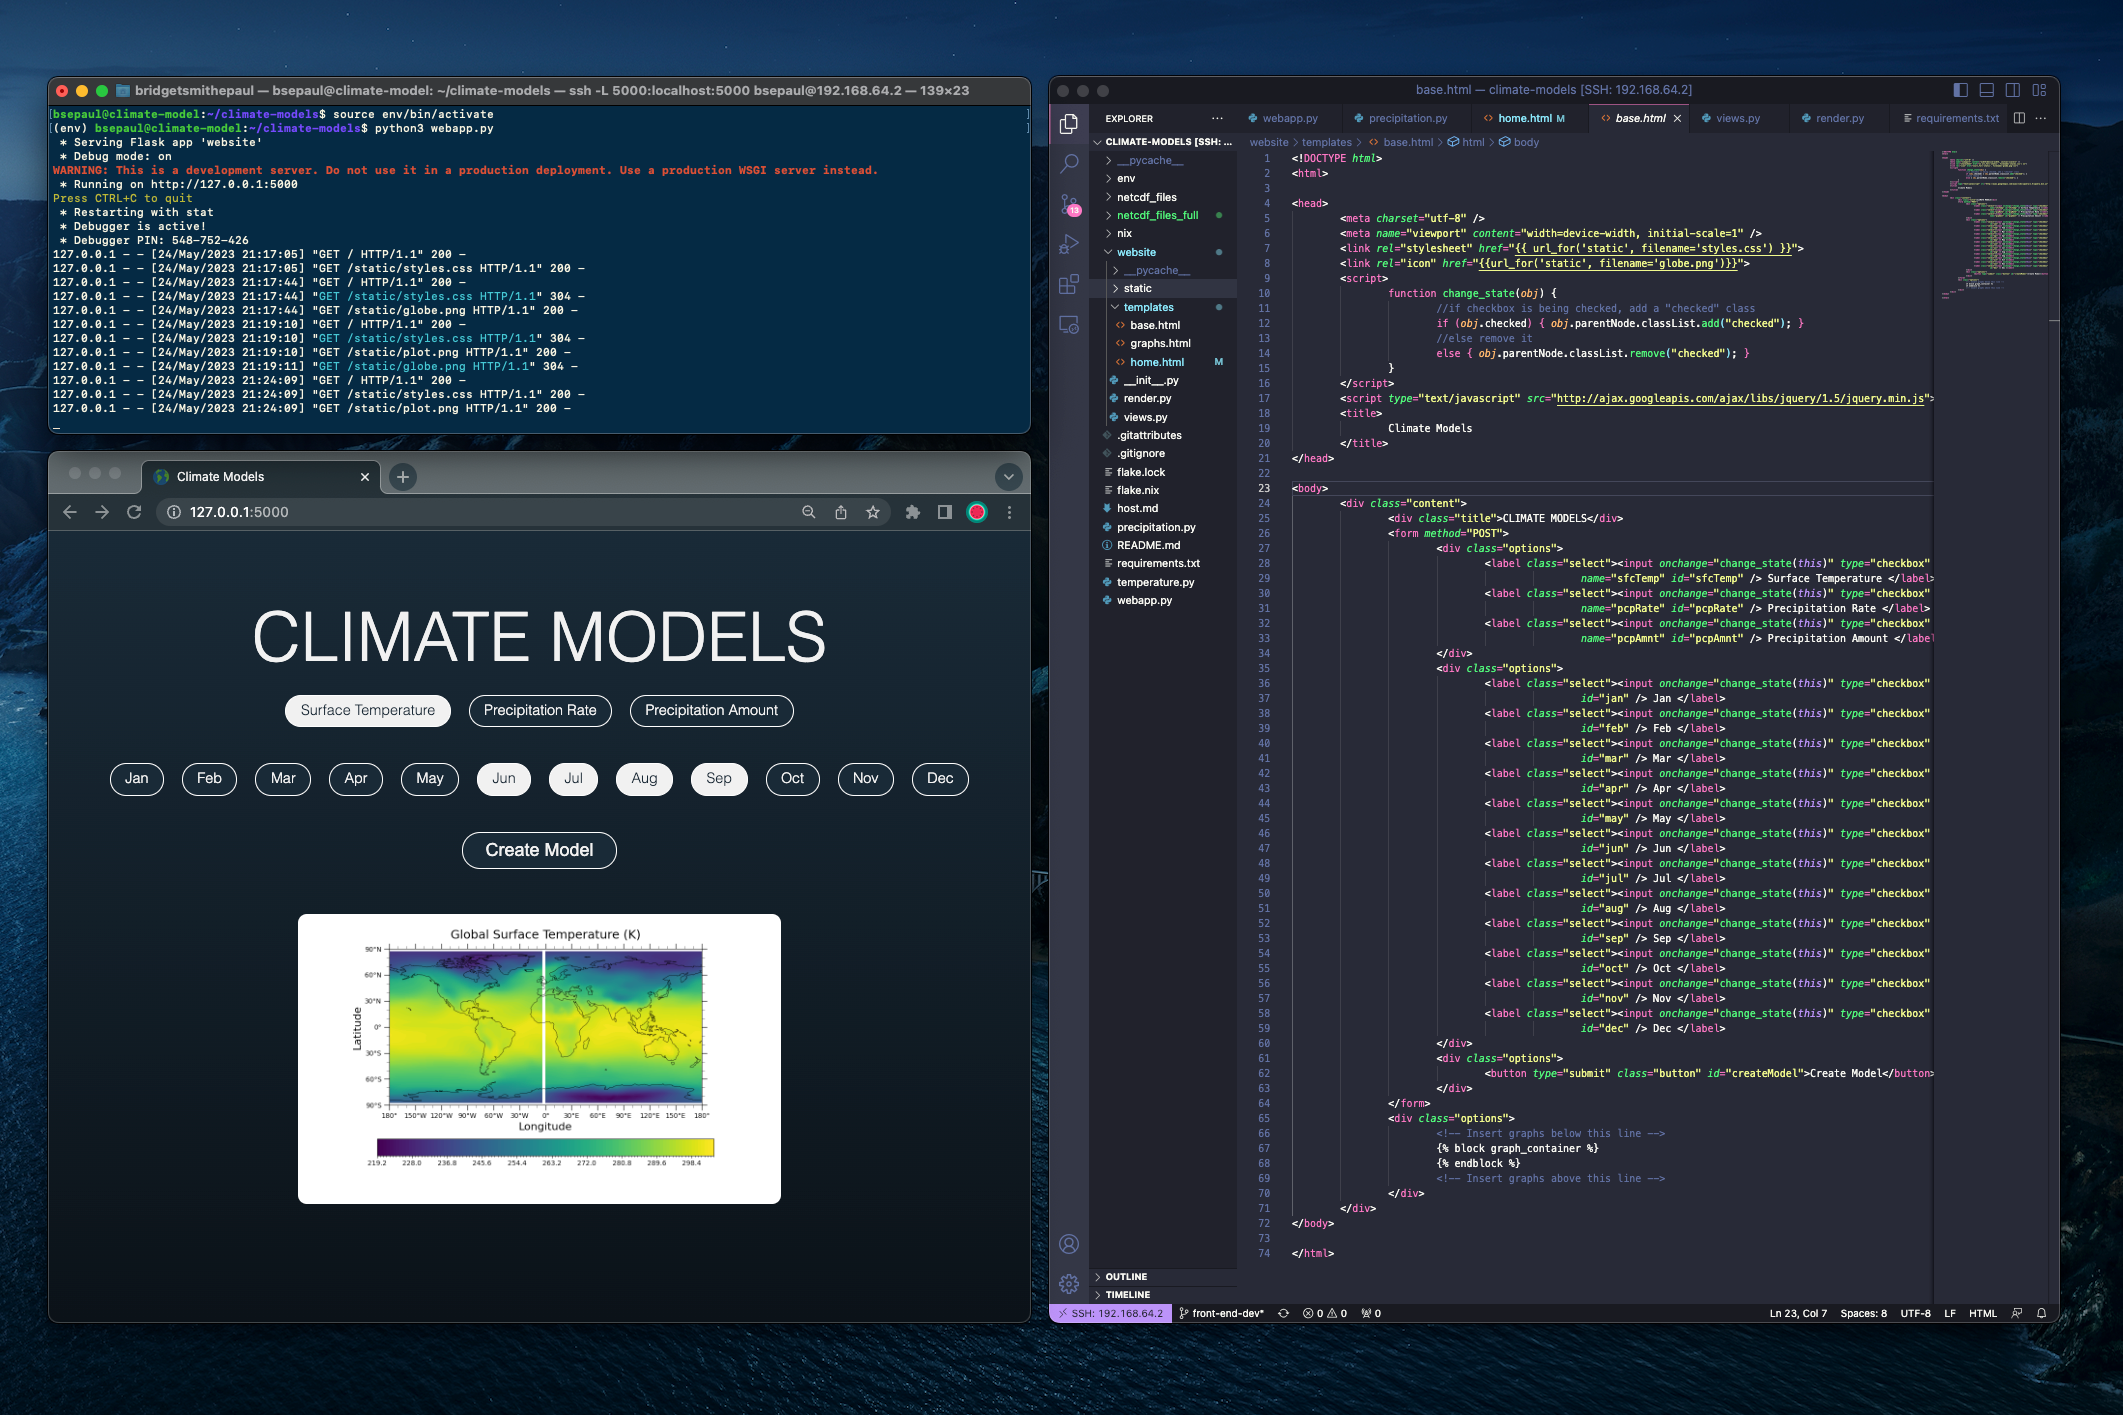 bridgetsmithepaul — bsepaul@climate-model: ~/climate-models — ssh -L 5000:localhost:5000 bsepaul@192.168.64.2 — 139×23
[bsepaul@climate-model:~/climate-models$ source env/bin/activate ]
[(env) bsepaul@climate-model:~/climate-models$ python3 webapp.py ]
* Serving Flask app 'website'
* Debug mode: on
WARNING: This is a development server. Do not use it in a production deployment. Use a production WSGI server instead.
* Running on http://127.0.0.1:5000
Press CTRL+C to quit
* Restarting with stat
* Debugger is active!
* Debugger PIN: 548-752-426
127.0.0.1 - - [24/May/2023 21:17:05] "GET / HTTP/1.1" 200 -
127.0.0.1 - - [24/May/2023 21:17:05] "GET /static/styles.css HTTP/1.1" 200 -
127.0.0.1 - - [24/May/2023 21:17:44] "GET / HTTP/1.1" 200 -
127.0.0.1 - - [24/May/2023 21:17:44] "GET /static/styles.css HTTP/1.1" 304 -
127.0.0.1 - - [24/May/2023 21:17:44] "GET /static/globe.png HTTP/1.1" 200 -
127.0.0.1 - - [24/May/2023 21:19:10] "GET / HTTP/1.1" 200 -
127.0.0.1 - - [24/May/2023 21:19:10] "GET /static/styles.css HTTP/1.1" 304 -
127.0.0.1 - - [24/May/2023 21:19:10] "GET /static/plot.png HTTP/1.1" 200 -
127.0.0.1 - - [24/May/2023 21:19:11] "GET /static/globe.png HTTP/1.1" 304 -
127.0.0.1 - - [24/May/2023 21:24:09] "GET / HTTP/1.1" 200 -
127.0.0.1 - - [24/May/2023 21:24:09] "GET /static/styles.css HTTP/1.1" 200 -
127.0.0.1 - - [24/May/2023 21:24:09] "GET /static/plot.png HTTP/1.1" 200 -
Climate Models
127.0.0.1:5000
CLIMATE MODELS
Surface Temperature Precipitation Rate Precipitation Amount
Jan Feb Mar Apr May Jun Jul Aug Sep Oct Nov Dec
Create Model
Global Surface Temperature (K)
90°N
60°N
30°N
0°
30°S
60°S
90°S
Latitude
180° 150°W 120°W 90°W 60°W 30°W 0° 30°E 60°E 90°E 120°E 150°E 180°
Longitude
219.2 228.0 236.8 245.6 254.4 263.2 272.0 280.8 289.6 298.4
base.html — climate-models [SSH: 192.168.64.2]
EXPLORER ···
CLIMATE-MODELS [SSH: ...
__pycache__
env
netcdf_files
netcdf_files_full
nix
website
__pycache__
static
templates
base.html
graphs.html
home.html M
__init__.py
render.py
views.py
.gitattributes
.gitignore
flake.lock
flake.nix
host.md
precipitation.py
README.md
requirements.txt
temperature.py
webapp.py
OUTLINE
TIMELINE
13
webapp.py precipitation.py home.html M base.html views.py render.py requirements.txt
website > templates > base.html > html > body
1 <!DOCTYPE html>
2 <html>
3
4 <head>
5 <meta charset="utf-8" />
6 <meta name="viewport" content="width=device-width, initial-scale=1" />
7 <link rel="stylesheet" href="{{ url_for('static', filename='styles.css') }}">
8 <link rel="icon" href="{{url_for('static', filename='globe.png')}}">
9 <script>
10 function change_state(obj) {
11 //if checkbox is being checked, add a "checked" class
12 if (obj.checked) { obj.parentNode.classList.add("checked"); }
13 //else remove it
14 else { obj.parentNode.classList.remove("checked"); }
15 }
16 </script>
17 <script type="text/javascript" src="http://ajax.googleapis.com/ajax/libs/jquery/1.5/jquery.min.js">
18 <title>
19 Climate Models
20 </title>
21 </head>
22
23 <body>
24 <div class="content">
25 <div class="title">CLIMATE MODELS</div>
26 <form method="POST">
27 <div class="options">
28 <label class="select"><input onchange="change_state(this)" type="checkbox"
29 name="sfcTemp" id="sfcTemp" /> Surface Temperature </label>
30 <label class="select"><input onchange="change_state(this)" type="checkbox"
31 name="pcpRate" id="pcpRate" /> Precipitation Rate </label>
32 <label class="select"><input onchange="change_state(this)" type="checkbox"
33 name="pcpAmnt" id="pcpAmnt" /> Precipitation Amount </label
34 </div>
35 <div class="options">
36 <label class="select"><input onchange="change_state(this)" type="checkbox"
37 id="jan" /> Jan </label>
38 <label class="select"><input onchange="change_state(this)" type="checkbox"
39 id="feb" /> Feb </label>
40 <label class="select"><input onchange="change_state(this)" type="checkbox"
41 id="mar" /> Mar </label>
42 <label class="select"><input onchange="change_state(this)" type="checkbox"
43 id="apr" /> Apr </label>
44 <label class="select"><input onchange="change_state(this)" type="checkbox"
45 id="may" /> May </label>
46 <label class="select"><input onchange="change_state(this)" type="checkbox"
47 id="jun" /> Jun </label>
48 <label class="select"><input onchange="change_state(this)" type="checkbox"
49 id="jul" /> Jul </label>
50 <label class="select"><input onchange="change_state(this)" type="checkbox"
51 id="aug" /> Aug </label>
52 <label class="select"><input onchange="change_state(this)" type="checkbox"
53 id="sep" /> Sep </label>
54 <label class="select"><input onchange="change_state(this)" type="checkbox"
55 id="oct" /> Oct </label>
56 <label class="select"><input onchange="change_state(this)" type="checkbox"
57 id="nov" /> Nov </label>
58 <label class="select"><input onchange="change_state(this)" type="checkbox"
59 id="dec" /> Dec </label>
60 </div>
61 <div class="options">
62 <button type="submit" class="button" id="createModel">Create Model</button>
63 </div>
64 </form>
65 <div class="options">
66 <!-- Insert graphs below this line -->
67 {% block graph_container %}
68 {% endblock %}
69 <!-- Insert graphs above this line -->
70 </div>
71 </div>
72 </body>
73
74 </html>
SSH: 192.168.64.2 front-end-dev* 0 0 0 Ln 23, Col 7 Spaces: 8 UTF-8 LF HTML